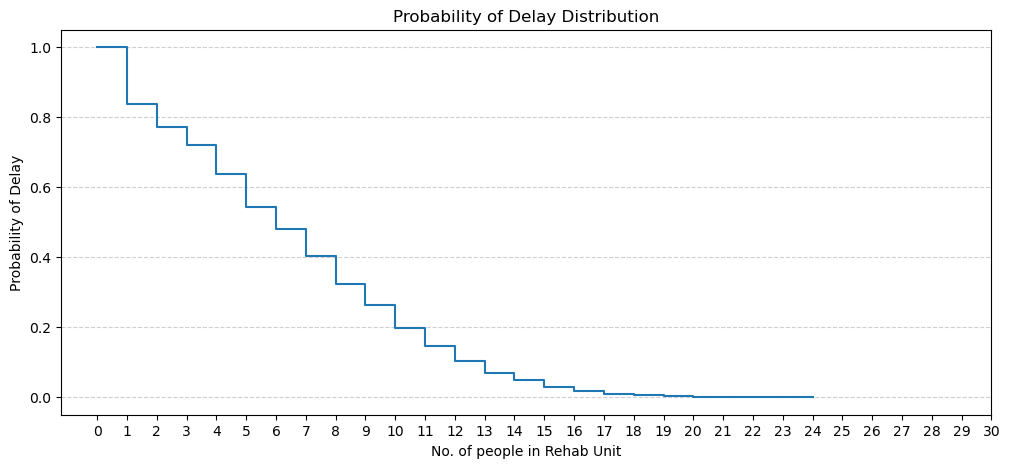 Probability of Delay Distribution
Probability of Delay
1.0
0.8
0.6
0.4
0.2
0.0
0 1 2 3 4 5 6 7 8 9 10 11 12 13 14 15 16 17 18 19 20 21 22 23 24 25 26 27 28 29 30
No. of people in Rehab Unit